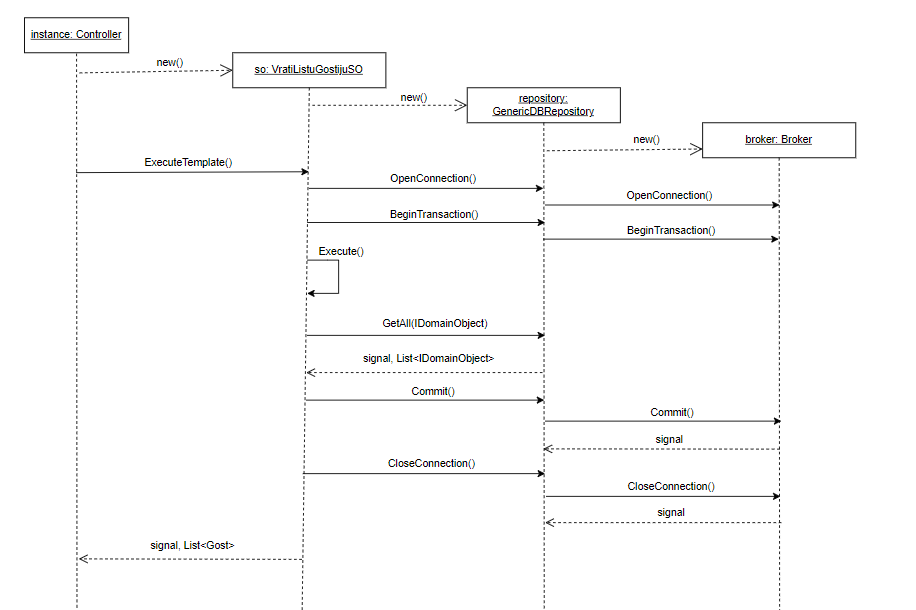 instance: Controller
new()
so: VratiListuGostijuSO
new()
repository:
GenericDBRepository
new()
broker: Broker
ExecuteTemplate()
OpenConnection()
OpenConnection()
BeginTransaction()
BeginTransaction()
Execute()
GetAll(IDomainObject)
signal, List<IDomainObject>
Commit()
Commit()
signal
CloseConnection()
CloseConnection()
signal
signal, List<Gost>